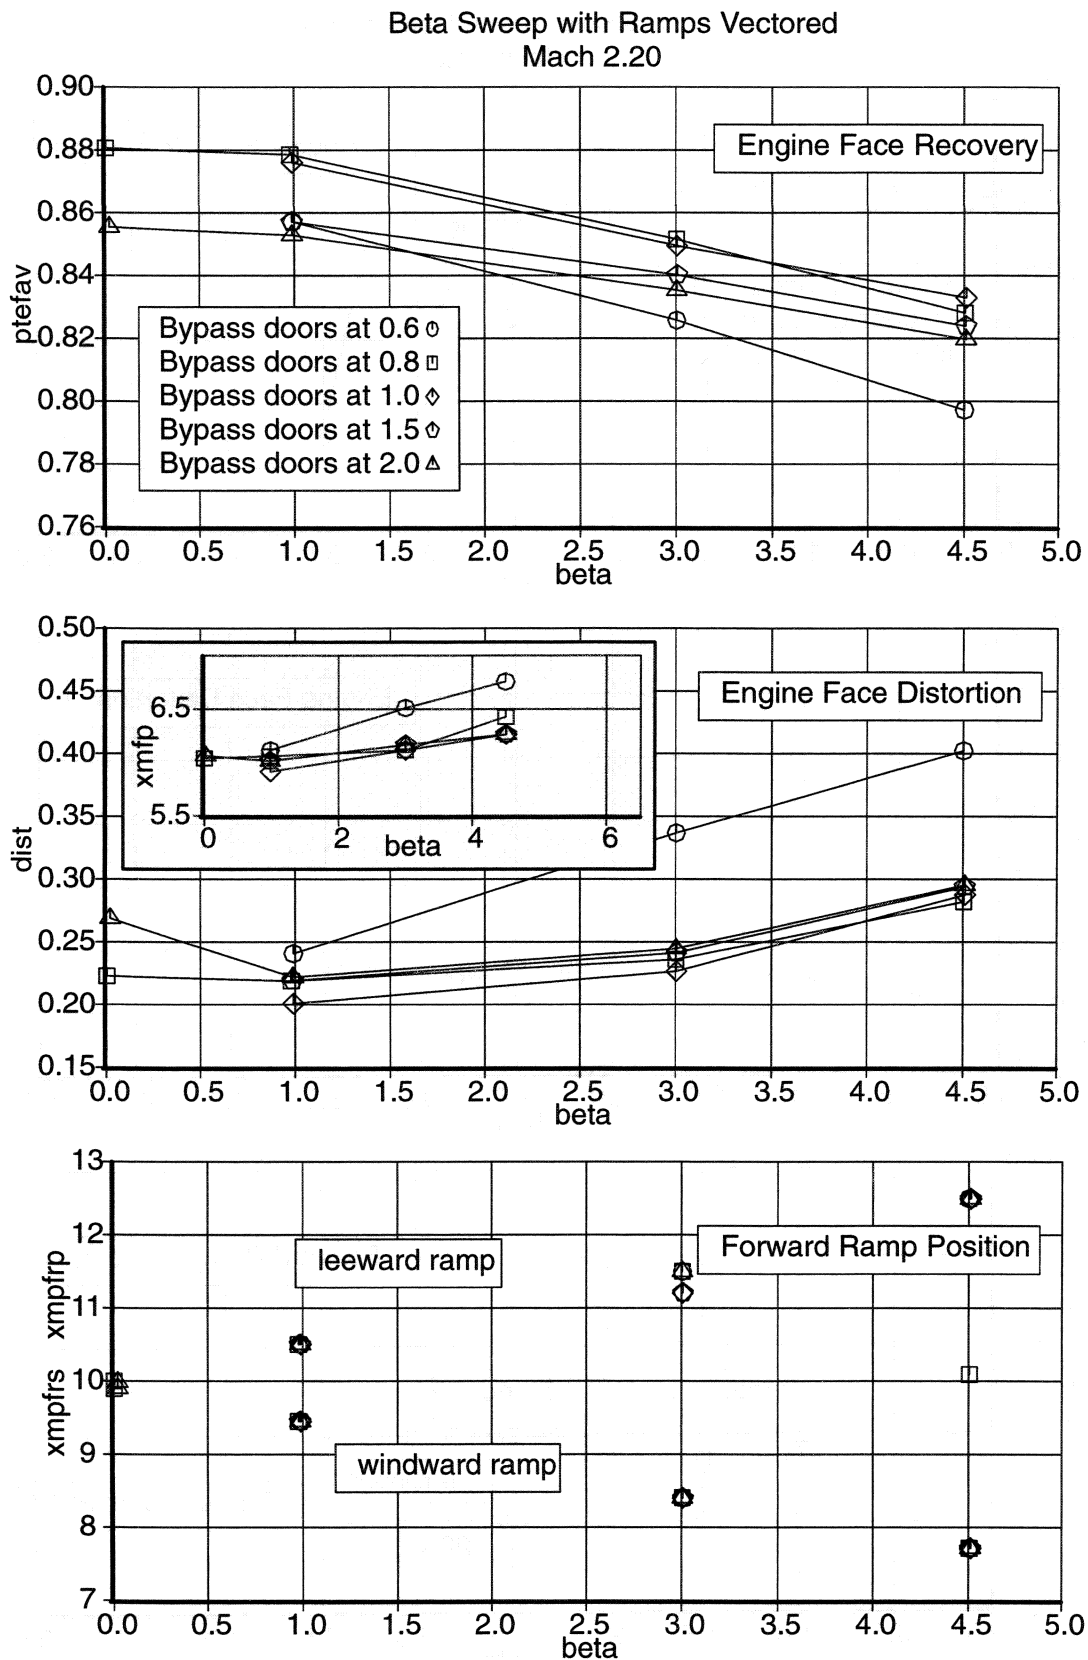 Beta Sweep with Ramps Vectored
Mach 2.20
0.90
0.88
0.86
0.84
0.82
0.80
0.78
0.76
ptefav
Engine Face Recovery
Bypass doors at 0.6
Bypass doors at 0.8
Bypass doors at 1.0
Bypass doors at 1.5
Bypass doors at 2.0
0.0 0.5 1.0 1.5 2.0 2.5 3.0 3.5 4.0 4.5 5.0
beta
0.50
0.45
0.40
0.35
0.30
0.25
0.20
0.15
dist
Engine Face Distortion
6.5
5.5
xmfp
0 2 4 6
beta
0.0 0.5 1.0 1.5 2.0 2.5 3.0 3.5 4.0 4.5 5.0
beta
13
12
11
10
9
8
7
xmpfrs xmpfrp
leeward ramp
Forward Ramp Position
windward ramp
0.0 0.5 1.0 1.5 2.0 2.5 3.0 3.5 4.0 4.5 5.0
beta